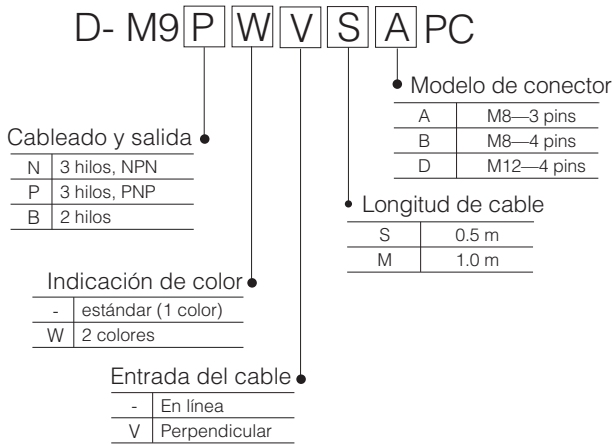 D- M9 P W V S A PC
Modelo de conector
A M8—3 pins
B M8—4 pins
D M12—4 pins
Cableado y salida
N 3 hilos, NPN
P 3 hilos, PNP
B 2 hilos
Longitud de cable
S 0.5 m
M 1.0 m
Indicación de color
- estándar (1 color)
W 2 colores
Entrada del cable
- En línea
V Perpendicular